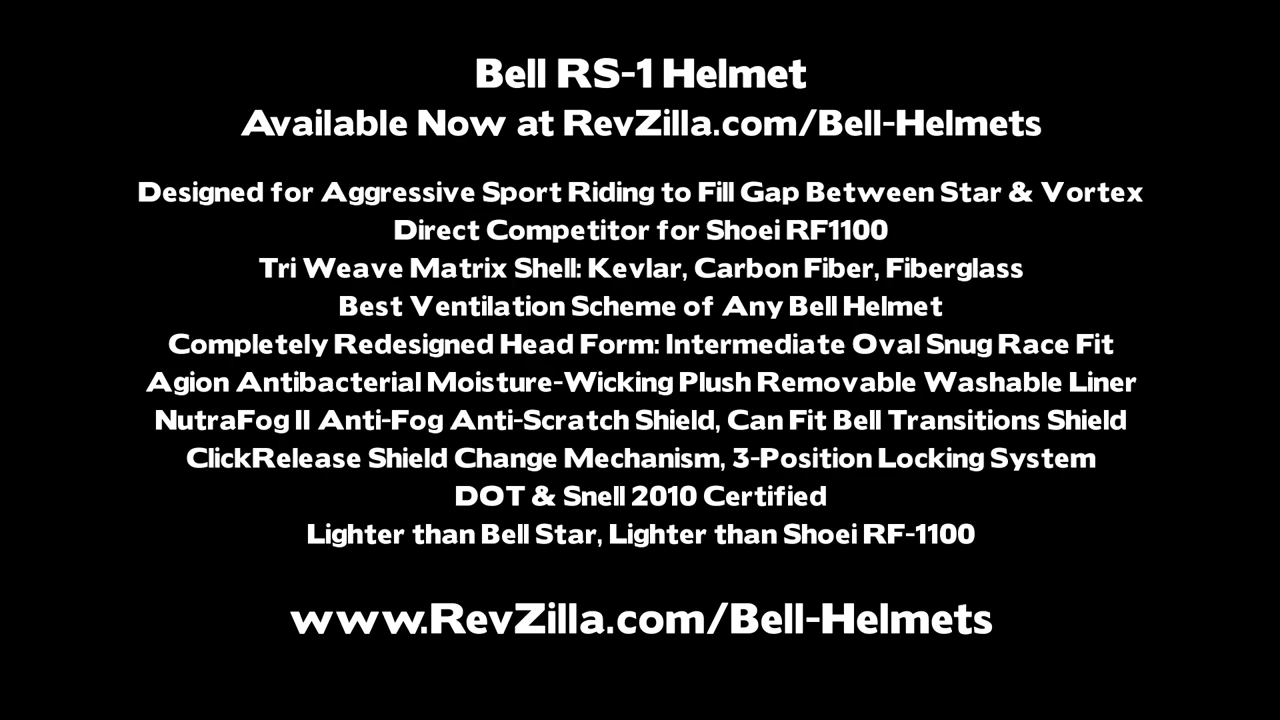 Bell RS-1 Helmet
Available Now at RevZilla.com/Bell-Helmets
Designed for Aggressive Sport Riding to Fill Gap Between Star & Vortex
Direct Competitor for Shoei RF1100
Tri Weave Matrix Shell: Kevlar, Carbon Fiber, Fiberglass
Best Ventilation Scheme of Any Bell Helmet
Completely Redesigned Head Form: Intermediate Oval Snug Race Fit
Agion Antibacterial Moisture-Wicking Plush Removable Washable Liner
NutraFog II Anti-Fog Anti-Scratch Shield, Can Fit Bell Transitions Shield
ClickRelease Shield Change Mechanism, 3-Position Locking System
DOT & Snell 2010 Certified
Lighter than Bell Star, Lighter than Shoei RF-1100
www.RevZilla.com/Bell-Helmets